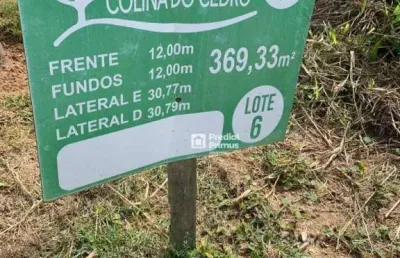 COLINA DO CEDRO
FRENTE 12,00m
FUNDOS 12,00m
LATERAL E 30,77m
LATERAL D 30,79m
369,33m²
LOTE
6
Predial
Primus